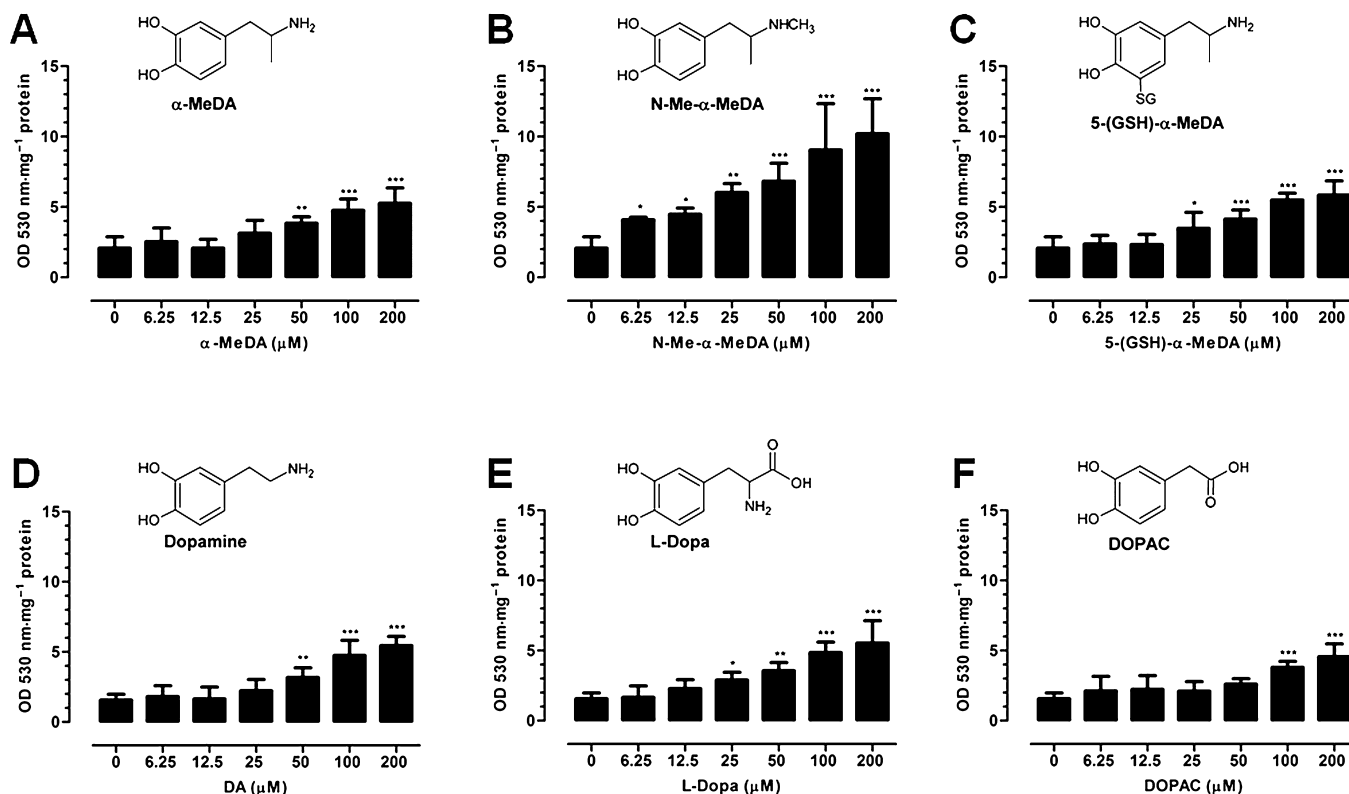 A
HO
HO
NH2
α-MeDA
OD 530 nm·mg⁻¹ protein
15
10
5
0
** *** ***
0 6.25 12.5 25 50 100 200
α-MeDA (μM)
B
HO
HO
NHCH3
N-Me-α-MeDA
OD 530 nm·mg⁻¹ protein
15
10
5
0
* * ** *** *** ***
0 6.25 12.5 25 50 100 200
N-Me-α-MeDA (μM)
C
HO
HO
NH2
SG
5-(GSH)-α-MeDA
OD 530 nm·mg⁻¹ protein
15
10
5
0
* *** *** ***
0 6.25 12.5 25 50 100 200
5-(GSH)-α-MeDA (μM)
D
HO
HO
NH2
Dopamine
OD 530 nm·mg⁻¹ protein
15
10
5
0
** *** ***
0 6.25 12.5 25 50 100 200
DA (μM)
E
HO
HO
O
OH
NH2
L-Dopa
OD 530 nm·mg⁻¹ protein
15
10
5
0
* ** *** ***
0 6.25 12.5 25 50 100 200
L-Dopa (μM)
F
HO
HO
OH
O
DOPAC
OD 530 nm·mg⁻¹ protein
15
10
5
0
*** ***
0 6.25 12.5 25 50 100 200
DOPAC (μM)